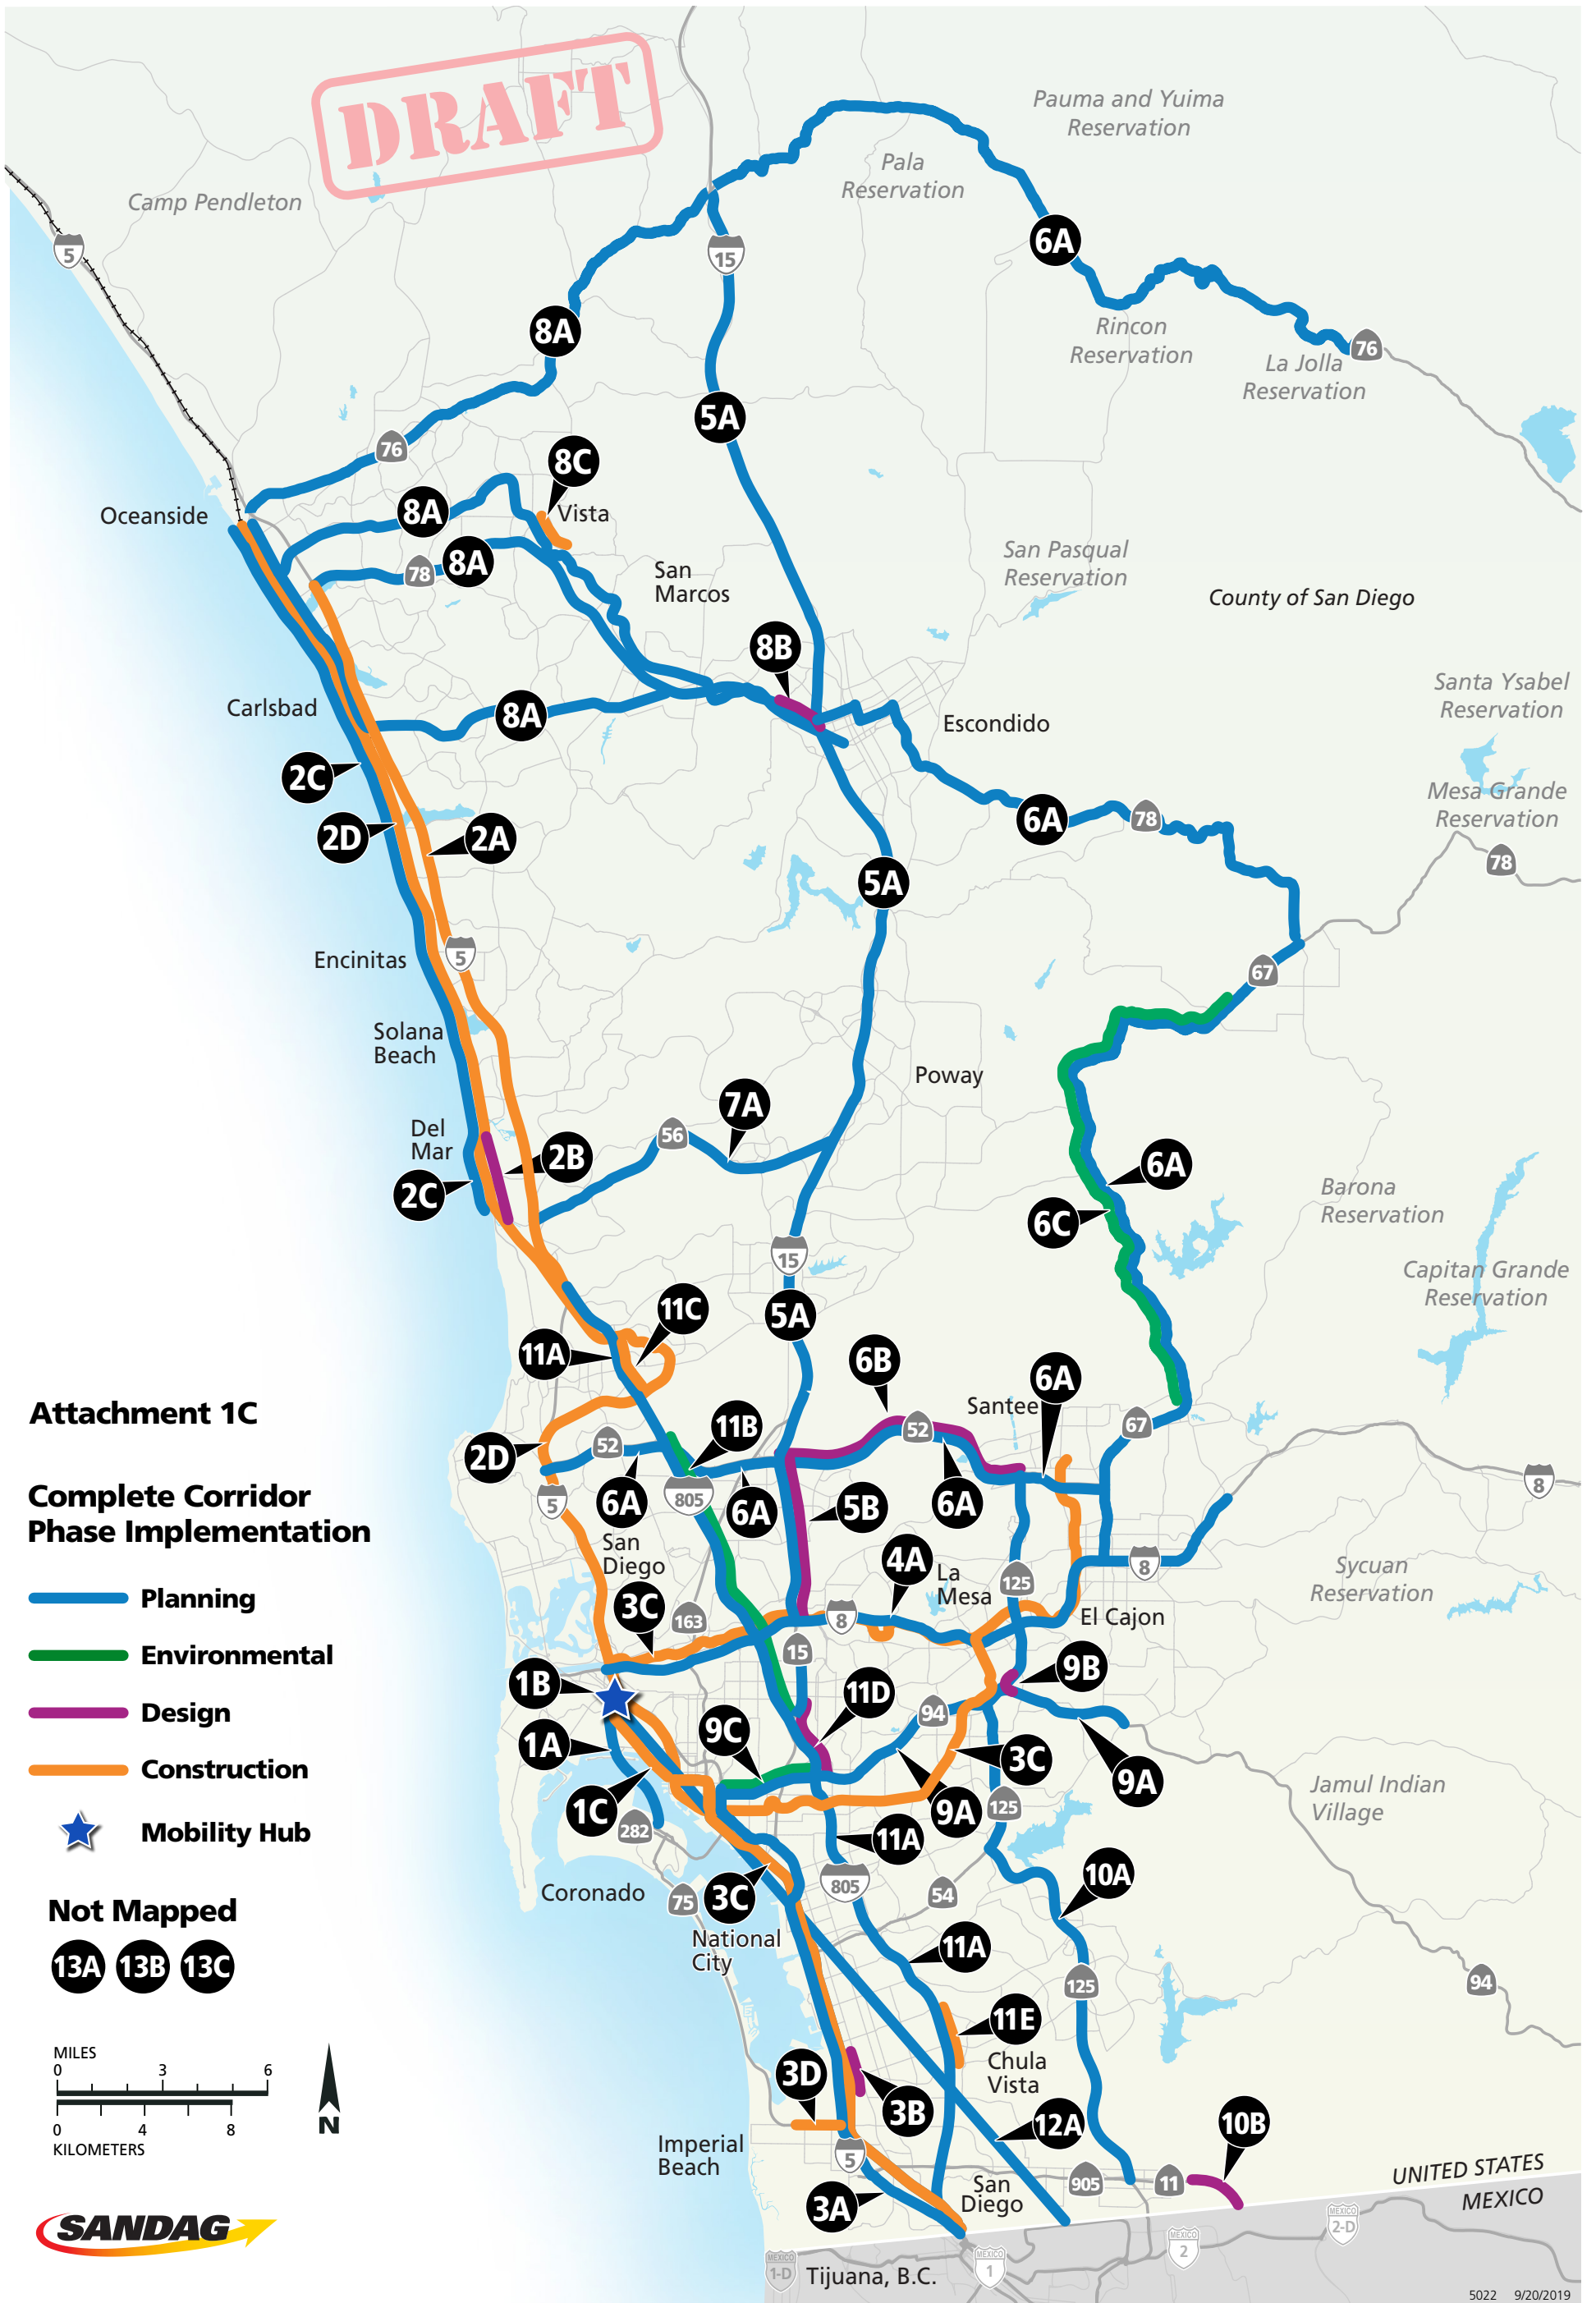 DRAFT
Pauma and Yuima
Reservation
Pala
Reservation
Camp Pendleton
5
15
6A
8A
Rincon
Reservation
76
La Jolla
Reservation
5A
76
8C
Oceanside
8A
Vista
78
8A
San
Marcos
San Pasqual
Reservation
County of San Diego
8B
Santa Ysabel
Reservation
Carlsbad
8A
Escondido
2C
2D
2A
6A
78
Mesa Grande
Reservation
78
5A
Encinitas
5
67
Solana
Beach
Poway
7A
Del
Mar
56
2B
2C
6A
6C
Barona
Reservation
15
Capitan Grande
Reservation
11C
5A
11A
6B
6A
Santee
67
Attachment 1C
2D
52
11B
52
8
5
6A
805
6A
5B
6A
Complete Corridor
Phase Implementation
San
Diego
4A
La
Mesa
125
8
Sycuan
Reservation
Planning
3C
163
8
El Cajon
Environmental
15
1B
9B
11D
Design
94
9C
1A
3C
9A
Construction
Jamul Indian
Village
1C
282
9A
125
Mobility Hub
11A
10A
805
Coronado
75
3C
54
Not Mapped
National
City
11A
13A 13B 13C
125
94
11E
MILES
0 3 6
Chula
Vista
3D
3B
12A
10B
0 4 8
KILOMETERS
N
Imperial
Beach
5
905
11
UNITED STATES
MEXICO
San
Diego
3A
SANDAG
MEXICO
2-D
MEXICO
2
MEXICO
1-D
Tijuana, B.C.
MEXICO
1
5022 9/20/2019